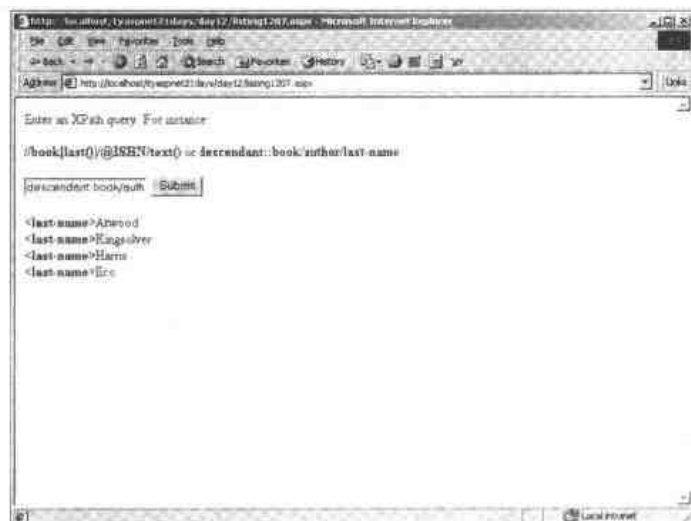 http://localhost/tyaspnet21days/day12/listing1207.aspx - Microsoft Internet Explorer
File Edit View Favorites Tools Help
Back Search Favorites History
Address http://localhost/tyaspnet21days/day12/listing1207.aspx Links
Enter an XPath query. For instance
//book[last()]/@ISBN/text() or descendant::book/author/last-name
descendant book/auth Submit
<last-name>Atwood
<last-name>Kingsolver
<last-name>Harris
<last-name>Eco
Local intranet